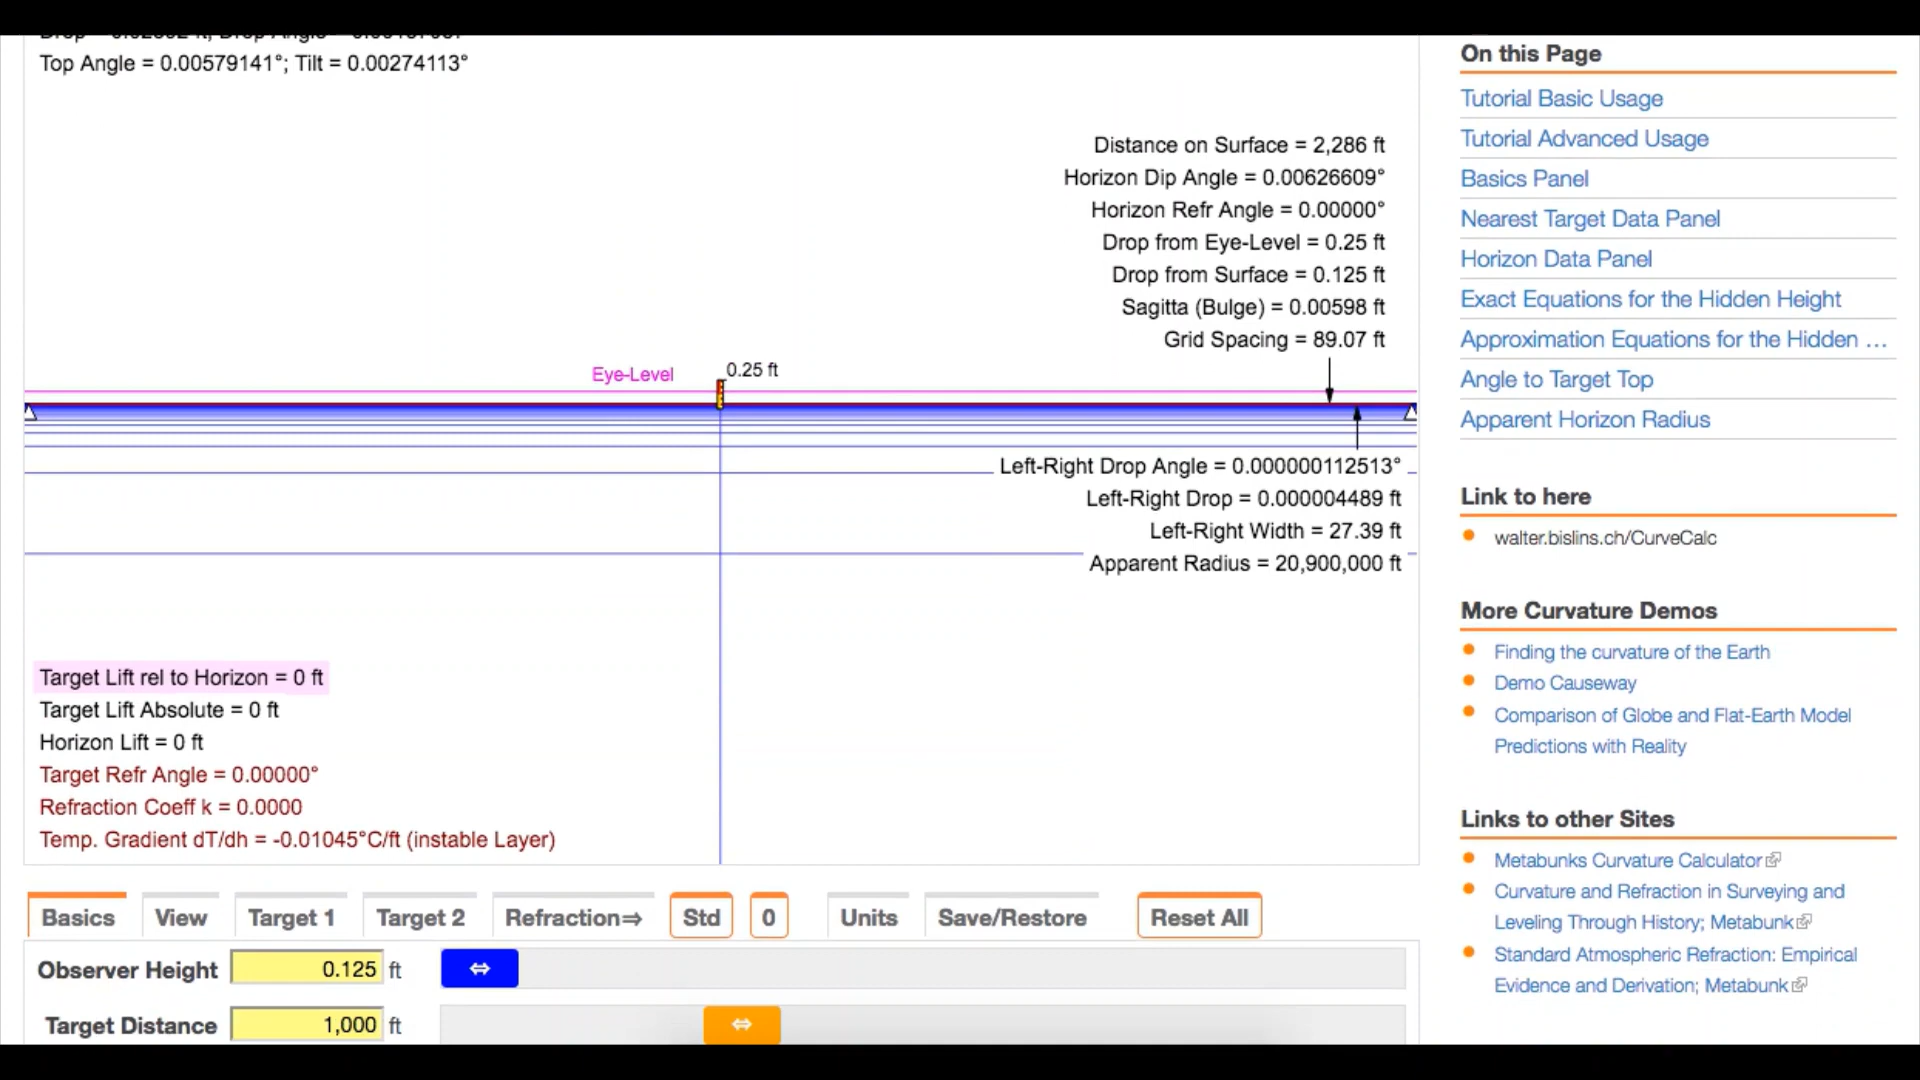 Top Angle = 0.00579141°; Tilt = 0.00274113°
Distance on Surface = 2,286 ft
Horizon Dip Angle = 0.00626609°
Horizon Refr Angle = 0.00000°
Drop from Eye-Level = 0.25 ft
Drop from Surface = 0.125 ft
Sagitta (Bulge) = 0.00598 ft
Grid Spacing = 89.07 ft
Eye-Level
0.25 ft
Left-Right Drop Angle = 0.000000112513°
Left-Right Drop = 0.000004489 ft
Left-Right Width = 27.39 ft
Apparent Radius = 20,900,000 ft
Target Lift rel to Horizon = 0 ft
Target Lift Absolute = 0 ft
Horizon Lift = 0 ft
Target Refr Angle = 0.00000°
Refraction Coeff k = 0.0000
Temp. Gradient dT/dh = -0.01045°C/ft (instable Layer)
Basics View Target 1 Target 2 Refraction⇒ Std 0 Units Save/Restore Reset All
Observer Height 0.125 ft ⇔
Target Distance 1,000 ft ⇔
On this Page
Tutorial Basic Usage
Tutorial Advanced Usage
Basics Panel
Nearest Target Data Panel
Horizon Data Panel
Exact Equations for the Hidden Height
Approximation Equations for the Hidden ...
Angle to Target Top
Apparent Horizon Radius
Link to here
walter.bislins.ch/CurveCalc
More Curvature Demos
Finding the curvature of the Earth
Demo Causeway
Comparison of Globe and Flat-Earth Model
Predictions with Reality
Links to other Sites
Metabunks Curvature Calculator
Curvature and Refraction in Surveying and
Leveling Through History; Metabunk
Standard Atmospheric Refraction: Empirical
Evidence and Derivation; Metabunk